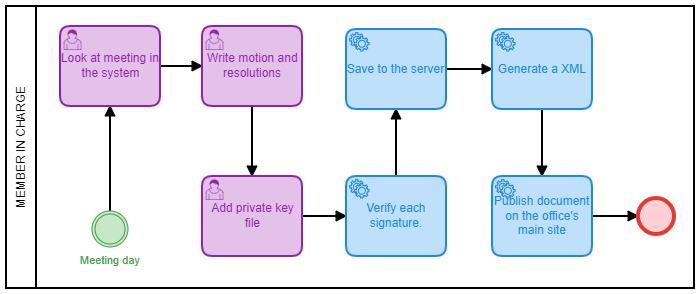 MEMBER IN CHARGE
Meeting day
Look at meeting in
the system
Write motion and
resolutions
Add private key
file
Verify each
signature.
Save to the server
Generate a XML
Publish document
on the office's
main site